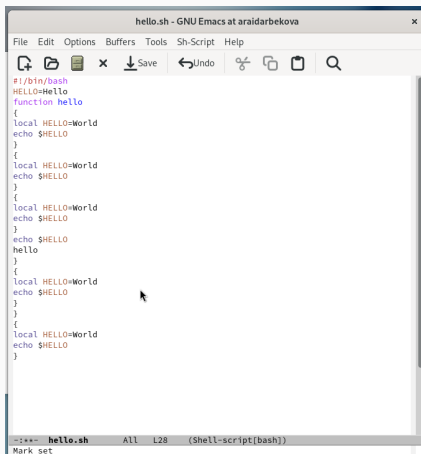 hello.sh - GNU Emacs at araidarbekova
File Edit Options Buffers Tools Sh-Script Help
Save Undo
#!/bin/bash
HELLO=Hello
function hello
{
local HELLO=World
echo $HELLO
}
{
local HELLO=World
echo $HELLO
}
{
local HELLO=World
echo $HELLO
}
echo $HELLO
hello
}
{
local HELLO=World
echo $HELLO
}
}
{
local HELLO=World
echo $HELLO
}
-:**- hello.sh All L28 (Shell-script[bash])
Mark set